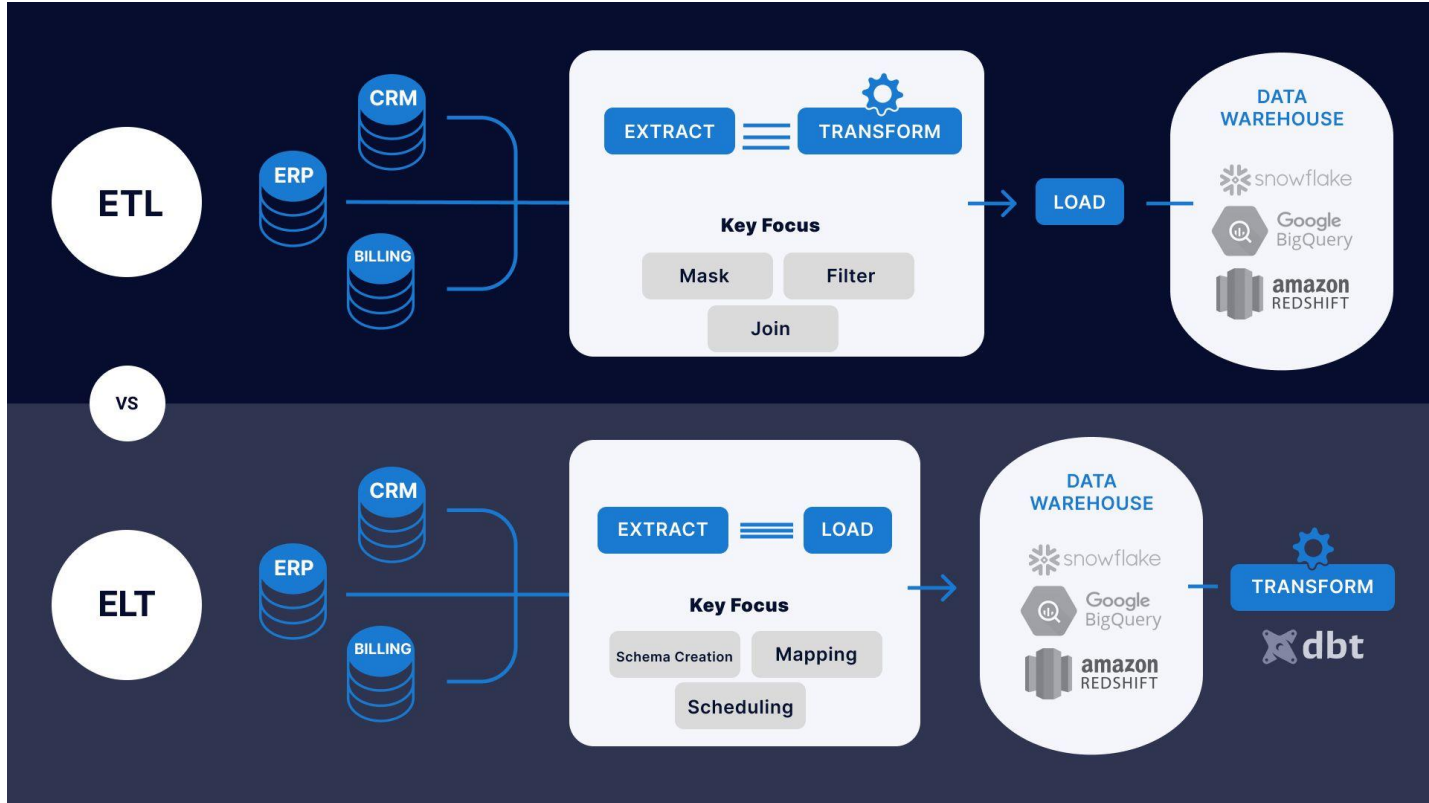 ETL
CRM
ERP
BILLING
EXTRACT
TRANSFORM
Key Focus
Mask
Filter
Join
LOAD
DATA
WAREHOUSE
snowflake
Google
BigQuery
amazon
REDSHIFT
VS
ELT
CRM
ERP
BILLING
EXTRACT
LOAD
Key Focus
Schema Creation
Mapping
Scheduling
DATA
WAREHOUSE
snowflake
Google
BigQuery
amazon
REDSHIFT
TRANSFORM
dbt